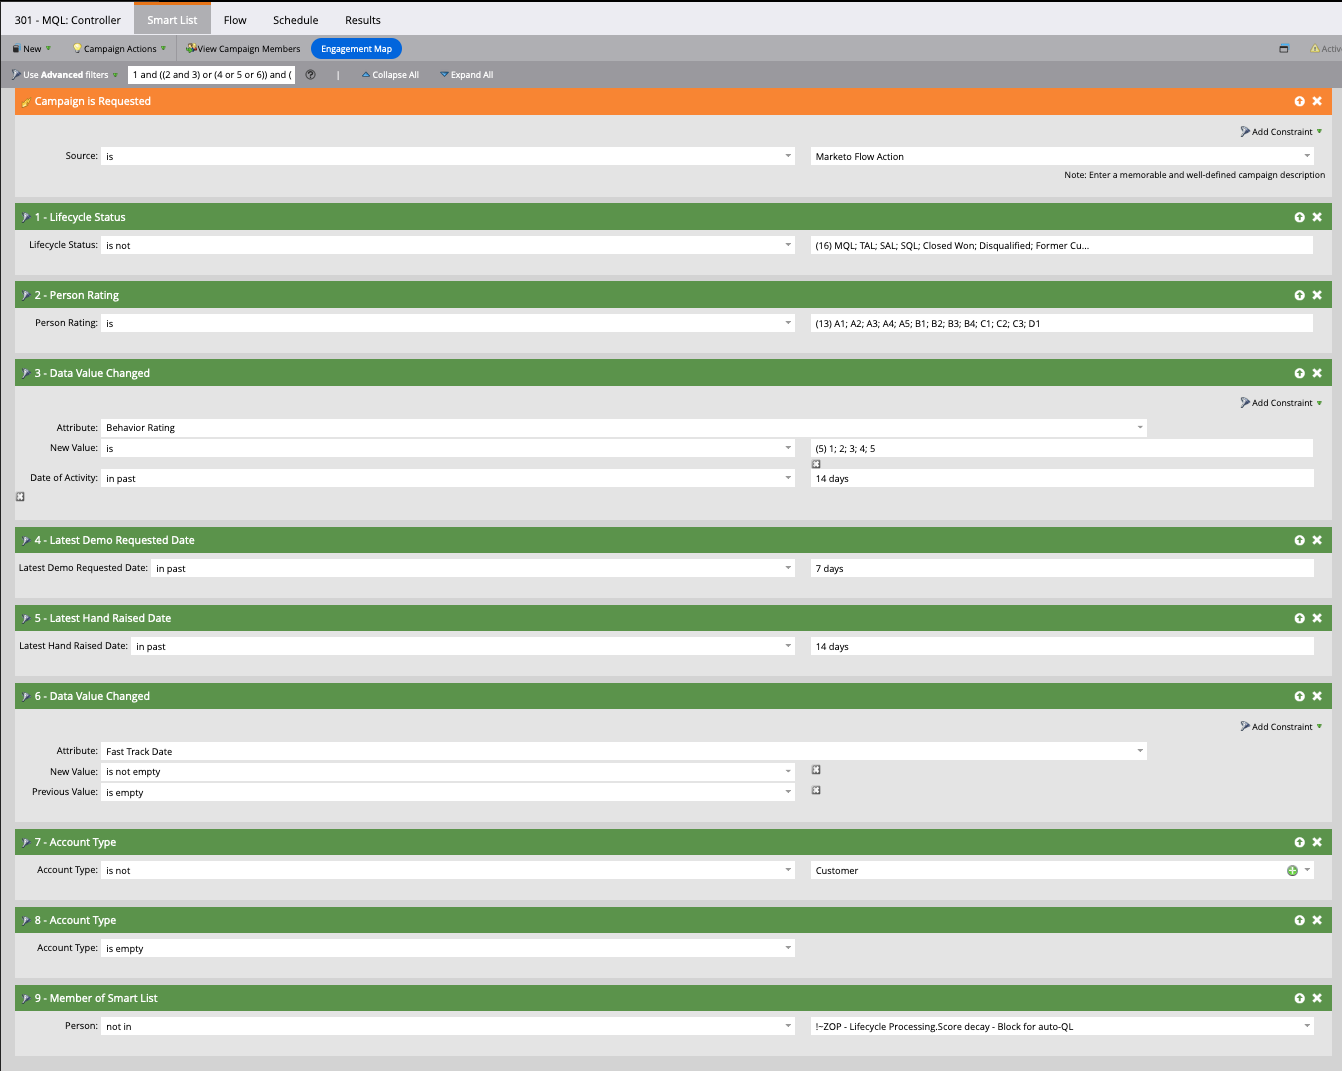 301 - MQL: Controller Smart List Flow Schedule Results
New Campaign Actions View Campaign Members Engagement Map Activ
Use Advanced filters 1 and ((2 and 3) or (4 or 5 or 6)) and ( | Collapse All Expand All
Campaign is Requested
Add Constraint
Source: is Marketo Flow Action
Note: Enter a memorable and well-defined campaign description
1 - Lifecycle Status
Lifecycle Status: is not (16) MQL; TAL; SAL; SQL; Closed Won; Disqualified; Former Cu...
2 - Person Rating
Person Rating: is (13) A1; A2; A3; A4; A5; B1; B2; B3; B4; C1; C2; C3; D1
3 - Data Value Changed
Add Constraint
Attribute: Behavior Rating
New Value: is (5) 1; 2; 3; 4; 5
Date of Activity: in past 14 days
4 - Latest Demo Requested Date
Latest Demo Requested Date: in past 7 days
5 - Latest Hand Raised Date
Latest Hand Raised Date: in past 14 days
6 - Data Value Changed
Add Constraint
Attribute: Fast Track Date
New Value: is not empty
Previous Value: is empty
7 - Account Type
Account Type: is not Customer
8 - Account Type
Account Type: is empty
9 - Member of Smart List
Person: not in !~ZOP - Lifecycle Processing.Score decay - Block for auto-QL